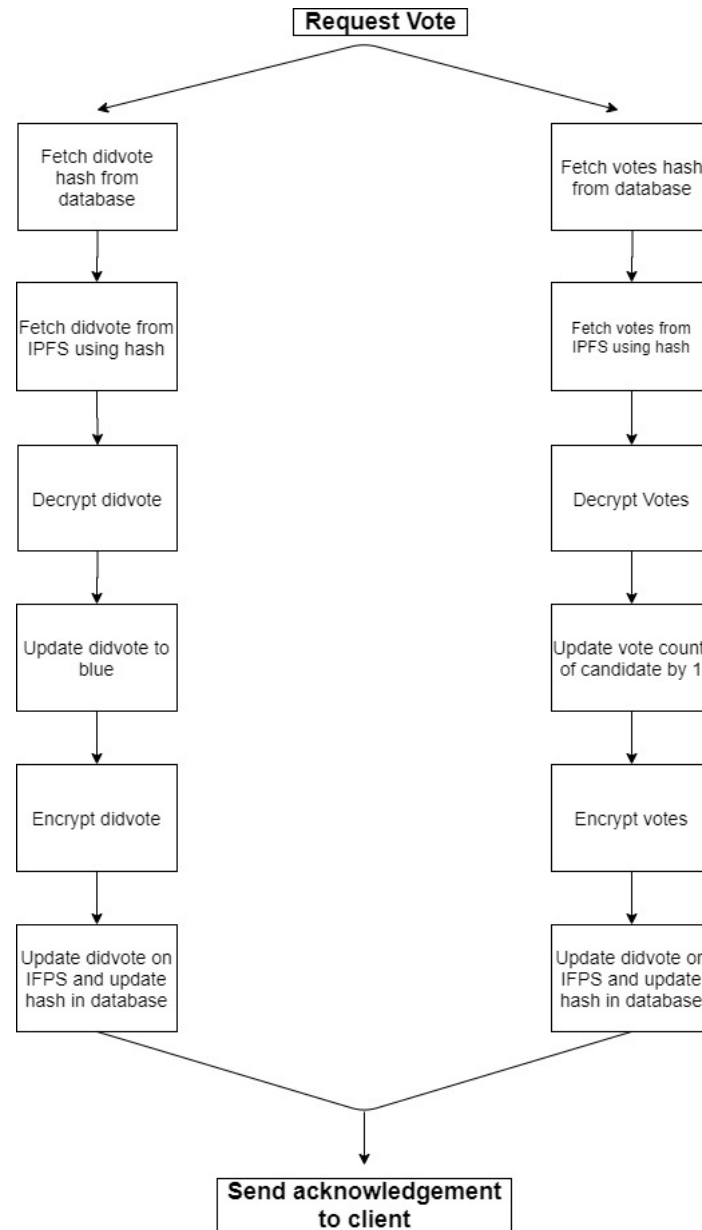 Request Vote
Fetch didvote
hash from
database
Fetch didvote from
IPFS using hash
Decrypt didvote
Update didvote to
blue
Encrypt didvote
Update didvote on
IFPS and update
hash in database
Fetch votes hash
from database
Fetch votes from
IPFS using hash
Decrypt Votes
Update vote count
of candidate by 1
Encrypt votes
Update didvote on
IFPS and update
hash in database
Send acknowledgement
to client